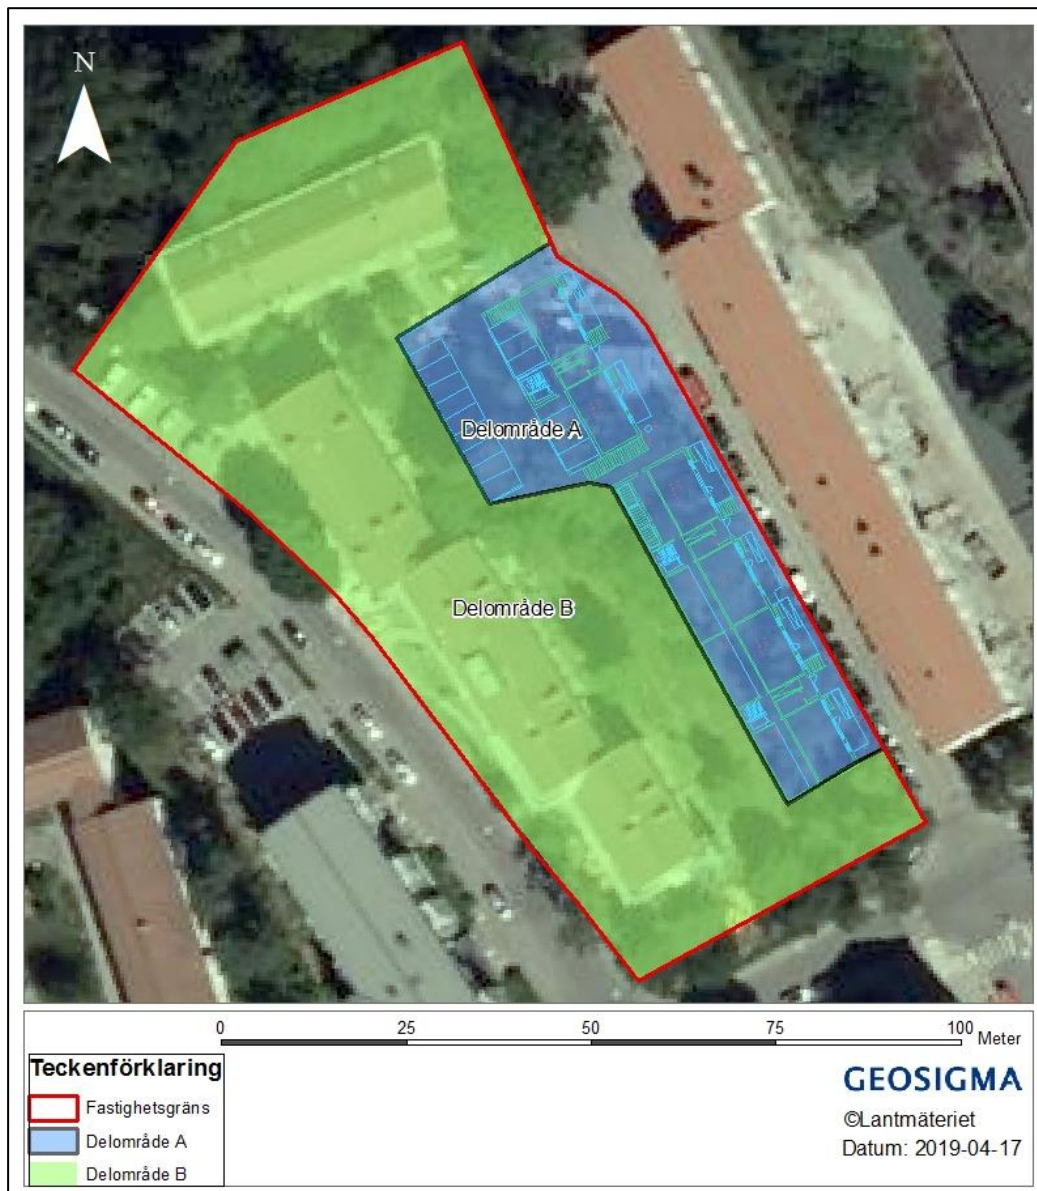 N
Delområde A
Delområde B
0 25 50 75 100 Meter
Teckenförklaring
Fastighetsgräns
Delområde A
Delområde B
GEOSIGMA
©Lantmäteriet
Datum: 2019-04-17